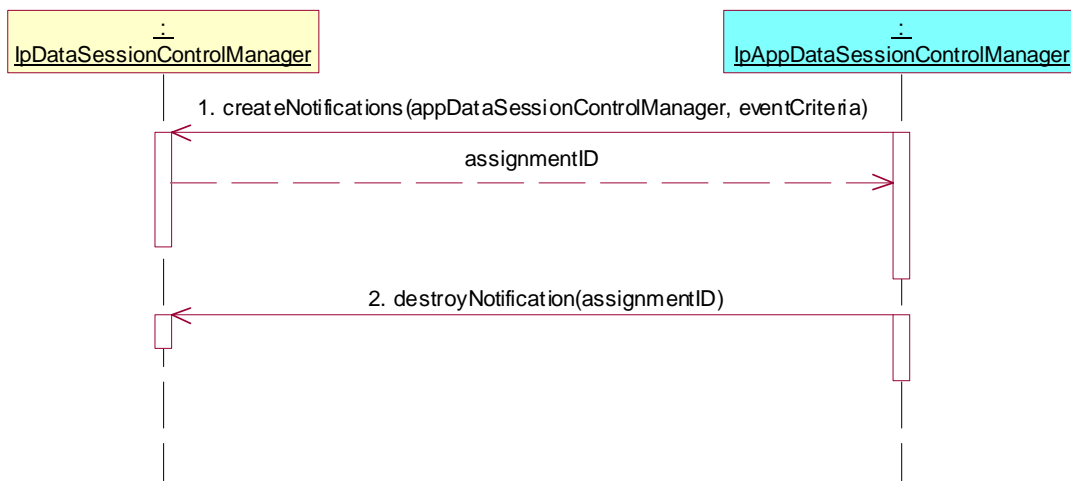 :
IpDataSessionControlManager
:
IpAppDataSessionControlManager
1. createNotifications(appDataSessionControlManager, eventCriteria)
assignmentID
2. destroyNotification(assignmentID)